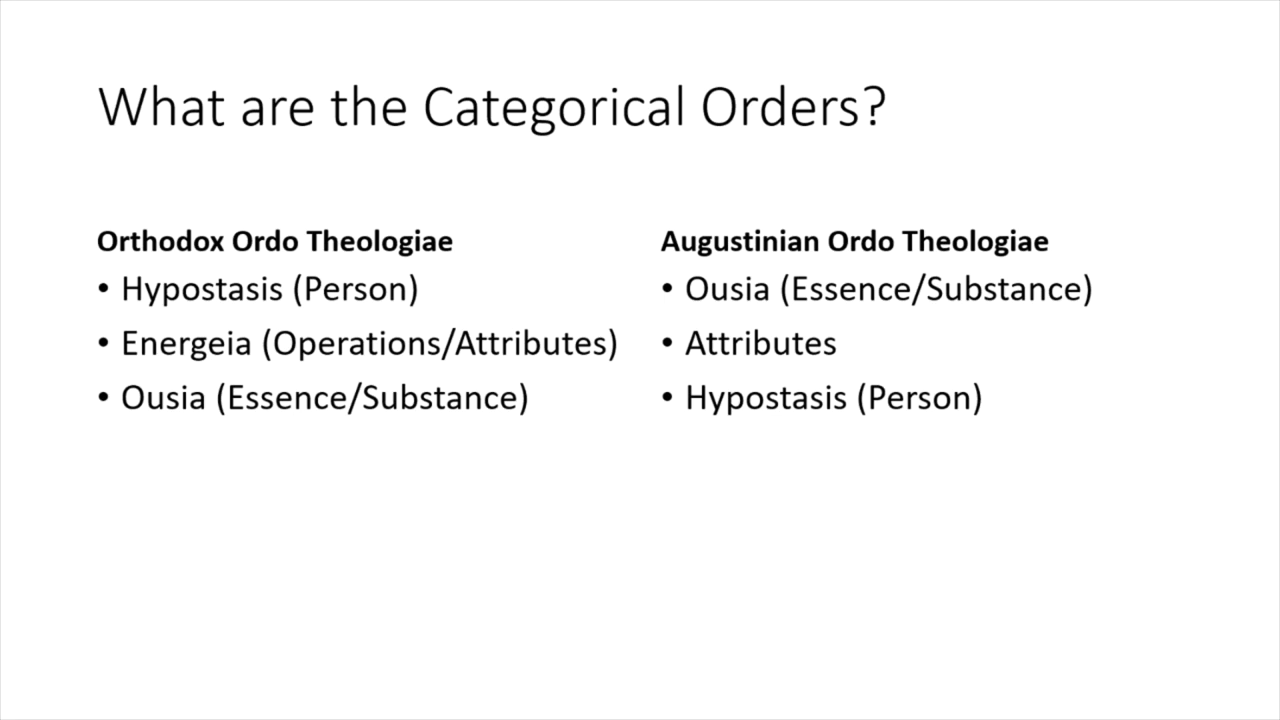 What are the Categorical Orders?
Orthodox Ordo Theologiae
• Hypostasis (Person)
• Energeia (Operations/Attributes)
• Ousia (Essence/Substance)
Augustinian Ordo Theologiae
• Ousia (Essence/Substance)
• Attributes
• Hypostasis (Person)